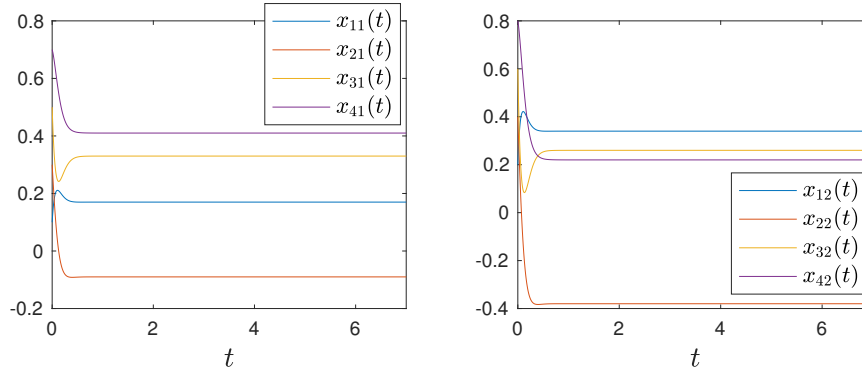 0.8
0.6
0.4
0.2
0
-0.2
0 2 4 6
t
x₁₁(t)
x₂₁(t)
x₃₁(t)
x₄₁(t)
0.8
0.6
0.4
0.2
0
-0.2
-0.4
0 2 4 6
t
x₁₂(t)
x₂₂(t)
x₃₂(t)
x₄₂(t)